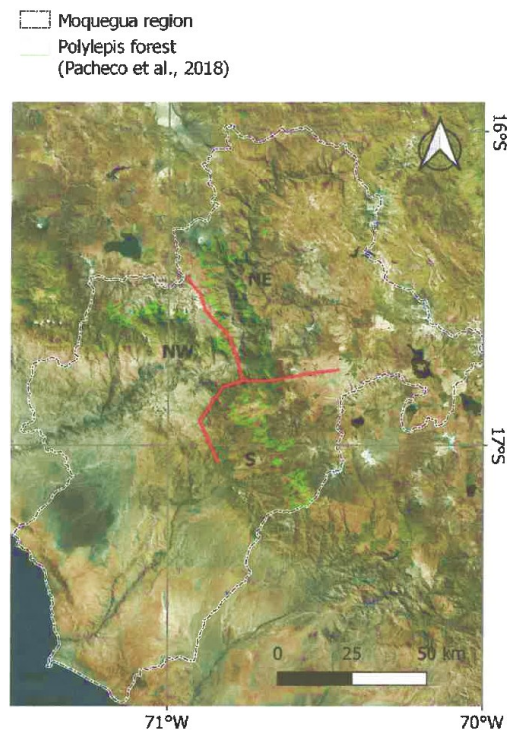 Moquegua region
Polylepis forest
(Pacheco et al., 2018)
16°S
NE
NW
17°S
S
0 25 50 km
71°W 70°W